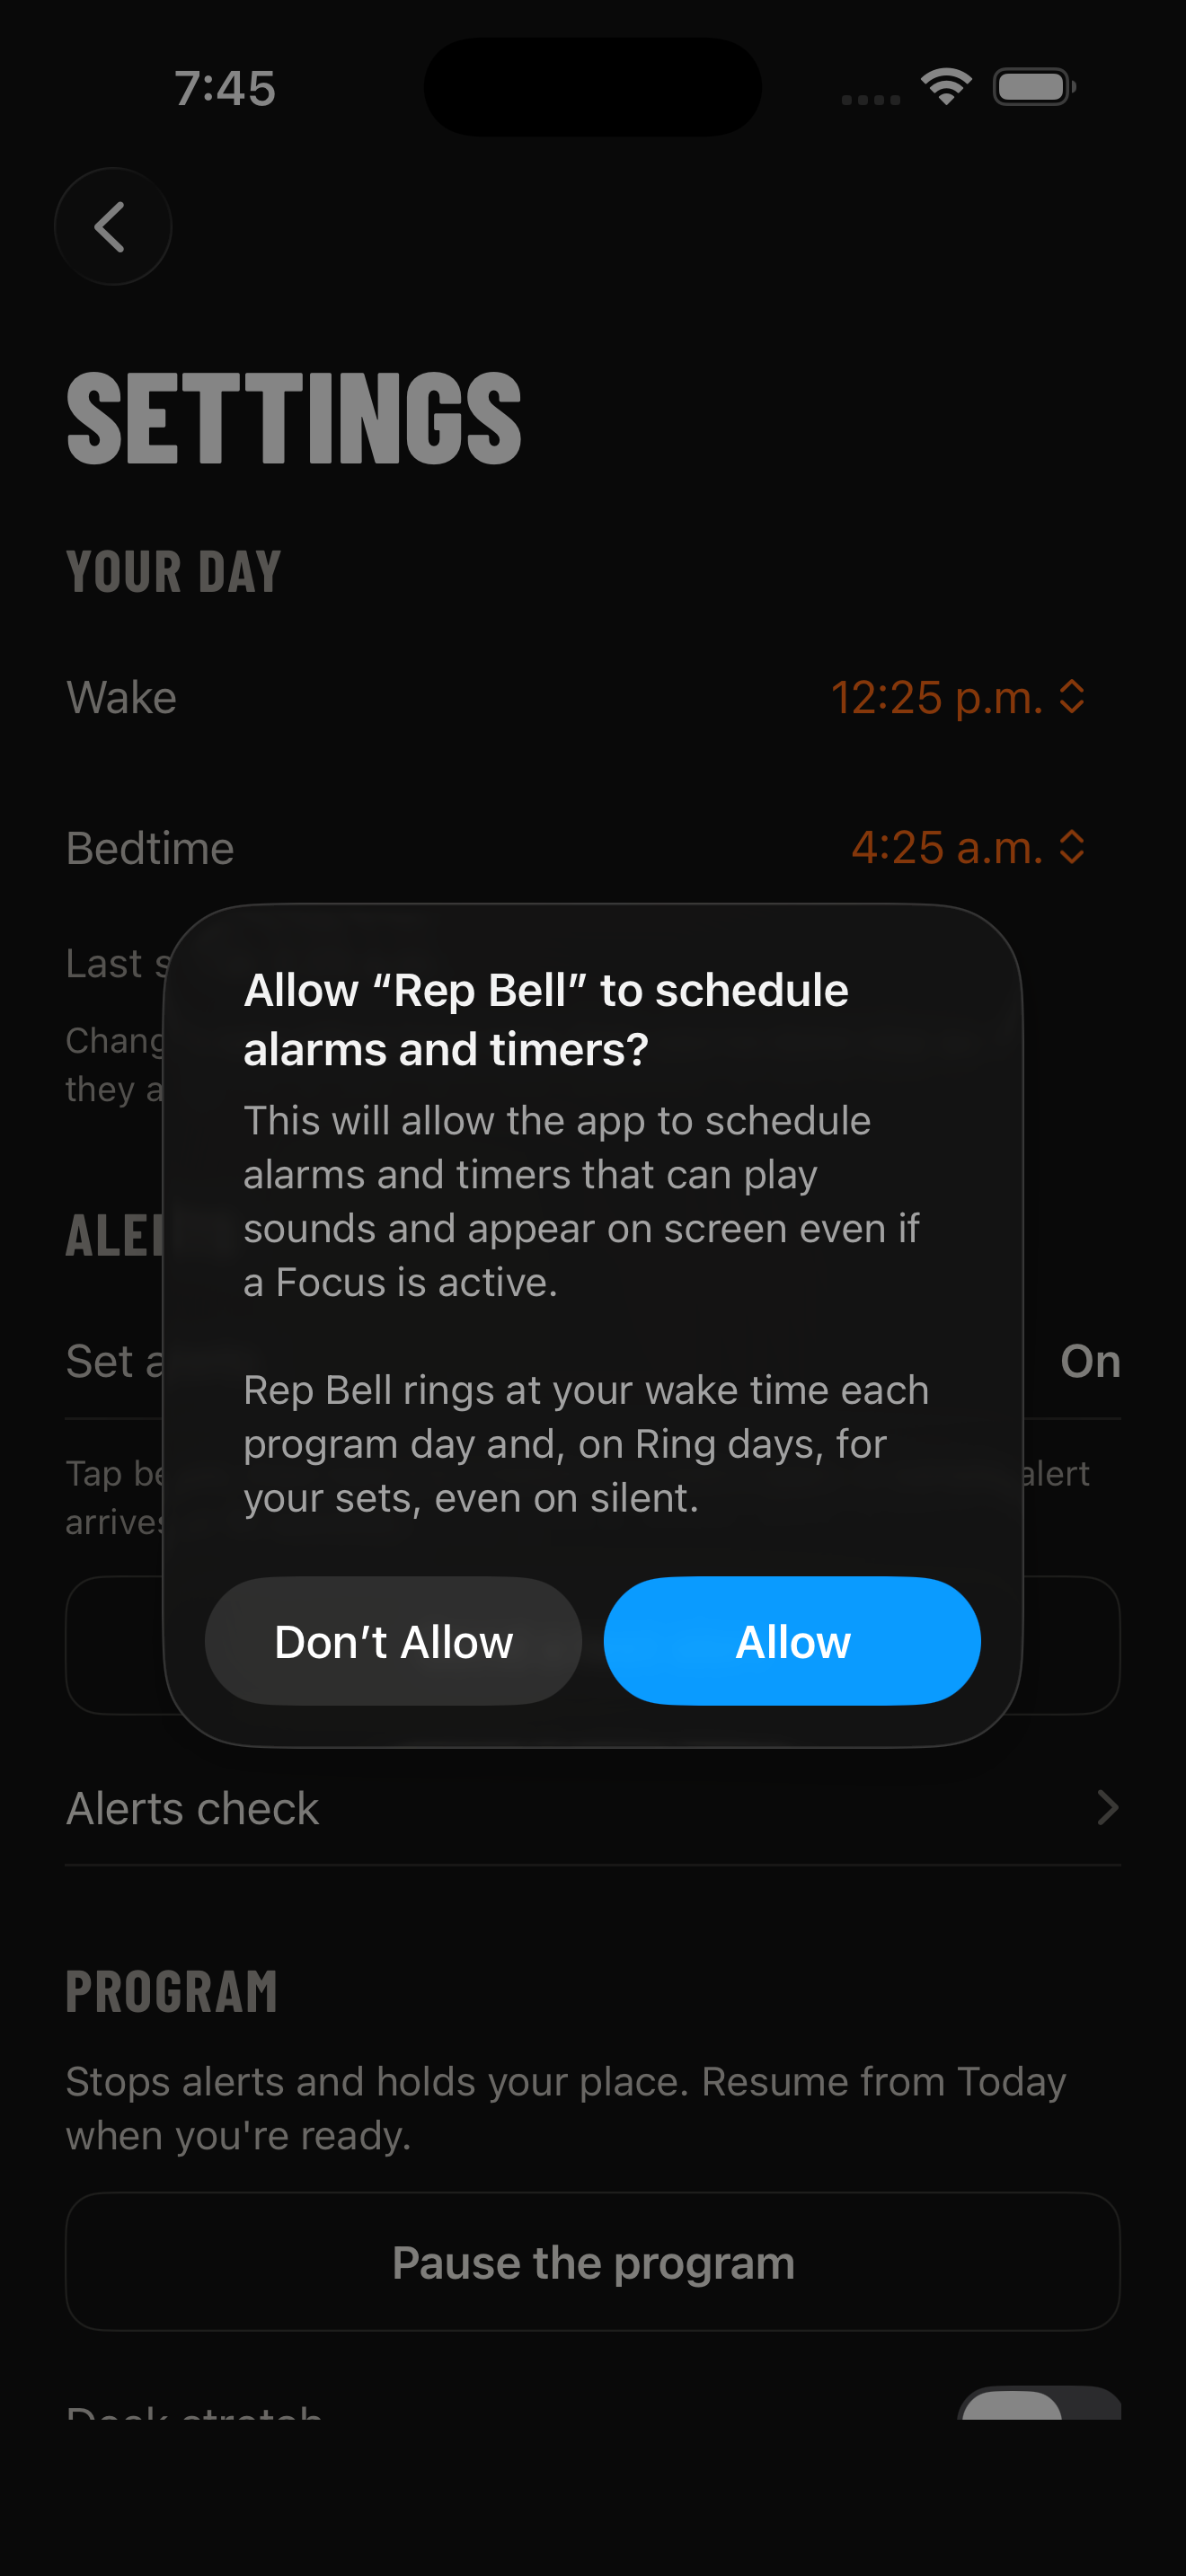 7:45
SETTINGS
YOUR DAY
Wake
12:25 p.m.
Bedtime
4:25 a.m.
Last
Allow “Rep Bell” to schedule
alarms and timers?
they
This will allow the app to schedule
alarms and timers that can play
sounds and appear on screen even if
a Focus is active.
Set
On
Rep Bell rings at your wake time each
program day and, on Ring days, for
your sets, even on silent.
Tap
alert
Don’t Allow
Allow
Alerts check
PROGRAM
Stops alerts and holds your place. Resume from Today
when you're ready.
Pause the program